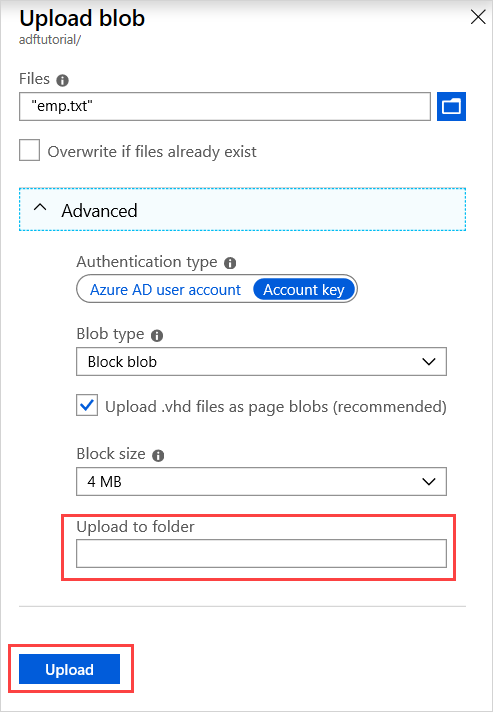 Upload blob
adftutorial/
Files
"emp.txt"
Overwrite if files already exist
Advanced
Authentication type
Azure AD user account Account key
Blob type
Block blob
Upload .vhd files as page blobs (recommended)
Block size
4 MB
Upload to folder
Upload